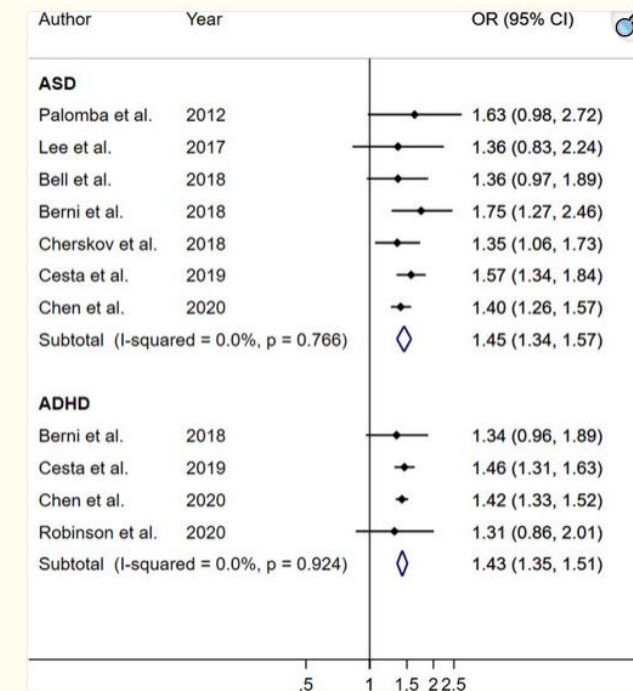 Author Year OR (95% CI)
ASD
Palomba et al. 2012 1.63 (0.98, 2.72)
Lee et al. 2017 1.36 (0.83, 2.24)
Bell et al. 2018 1.36 (0.97, 1.89)
Berni et al. 2018 1.75 (1.27, 2.46)
Cherskov et al. 2018 1.35 (1.06, 1.73)
Cesta et al. 2019 1.57 (1.34, 1.84)
Chen et al. 2020 1.40 (1.26, 1.57)
Subtotal (I-squared = 0.0%, p = 0.766) 1.45 (1.34, 1.57)
ADHD
Berni et al. 2018 1.34 (0.96, 1.89)
Cesta et al. 2019 1.46 (1.31, 1.63)
Chen et al. 2020 1.42 (1.33, 1.52)
Robinson et al. 2020 1.31 (0.86, 2.01)
Subtotal (I-squared = 0.0%, p = 0.924) 1.43 (1.35, 1.51)
.5 1 1.5 2 2.5